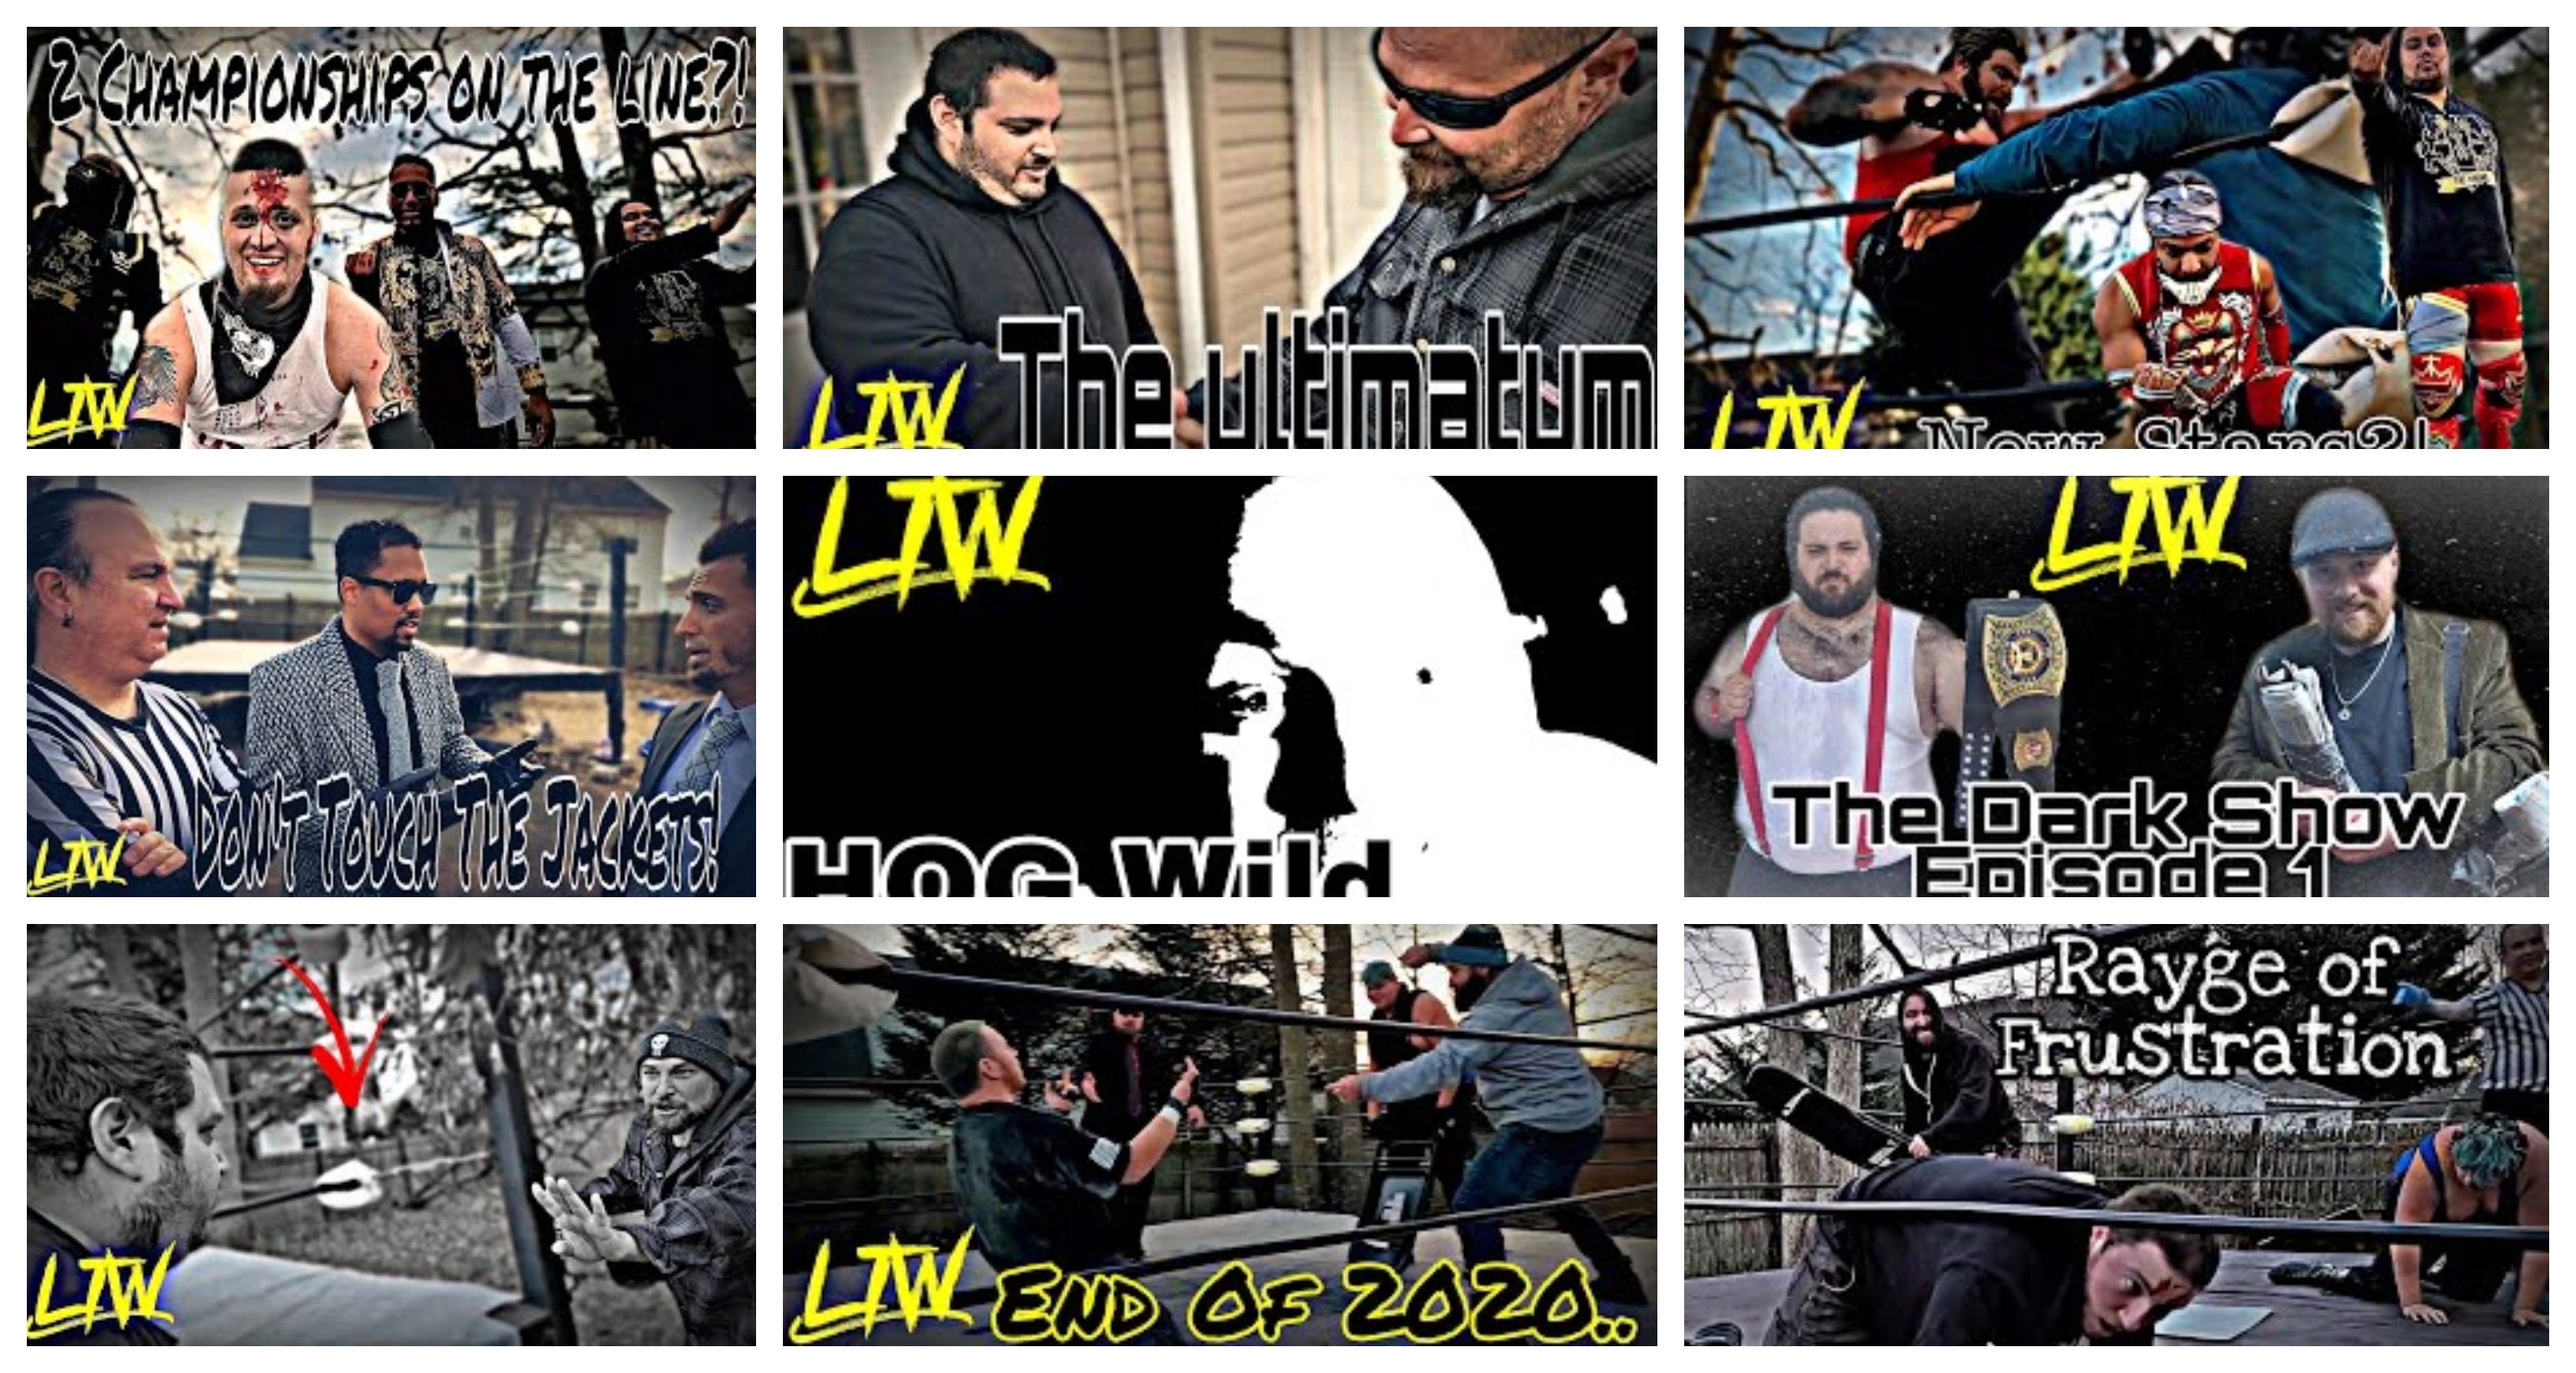 2 CHAMPIONSHIPS ON THE LINE?!
LTW
The ultimatum
LTW
New Stars?!
LTW
DON'T TOUCH THE JACKETS!
LTW
LTW
HOG Wild
LTW
The Dark Show
Episode 1
LTW
LTW
END OF 2020..
Rayge of
Frustration